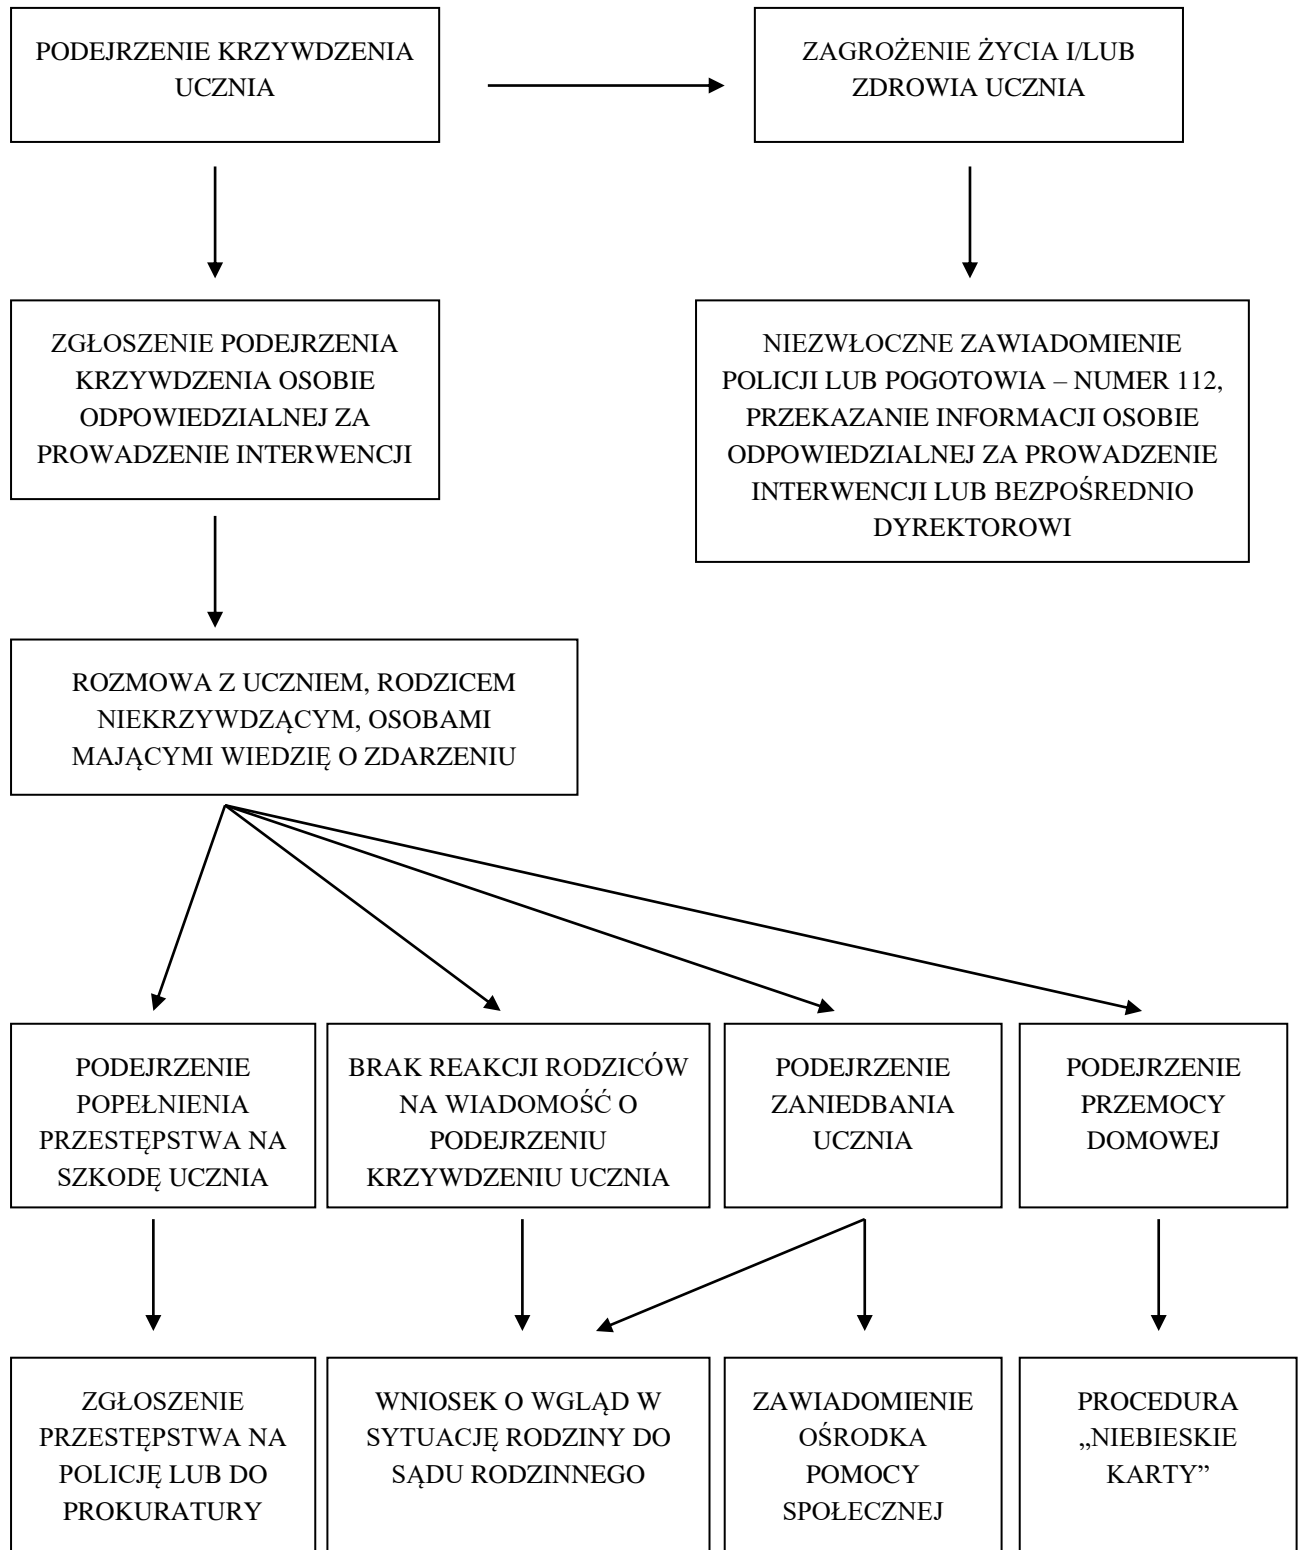 PODEJRZENIE KRZYWDZENIA
UCZNIA
ZAGROŻENIE ŻYCIA I/LUB
ZDROWIA UCZNIA
ZGŁOSZENIE PODEJRZENIA
KRZYWDZENIA OSOBIE
ODPOWIEDZIALNEJ ZA
PROWADZENIE INTERWENCJI
NIEZWŁOCZNE ZAWIADOMIENIE
POLICJI LUB POGOTOWIA – NUMER 112,
PRZEKAZANIE INFORMACJI OSOBIE
ODPOWIEDZIALNEJ ZA PROWADZENIE
INTERWENCJI LUB BEZPOŚREDNIO
DYREKTOROWI
ROZMOWA Z UCZNIEM, RODZICEM
NIEKRZYWDZĄCYM, OSOBAMI
MAJĄCYMI WIEDZIĘ O ZDARZENIU
PODEJRZENIE
POPEŁNIENIA
PRZESTĘPSTWA NA
SZKODĘ UCZNIA
BRAK REAKCJI RODZICÓW
NA WIADOMOŚĆ O
PODEJRZENIU
KRZYWDZENIU UCZNIA
PODEJRZENIE
ZANIEDBANIA
UCZNIA
PODEJRZENIE
PRZEMOCY
DOMOWEJ
ZGŁOSZENIE
PRZESTĘPSTWA NA
POLICJĘ LUB DO
PROKURATURY
WNIOSEK O WGLĄD W
SYTUACJĘ RODZINY DO
SĄDU RODZINNEGO
ZAWIADOMIENIE
OŚRODKA
POMOCY
SPOŁECZNEJ
PROCEDURA
„NIEBIESKIE
KARTY”